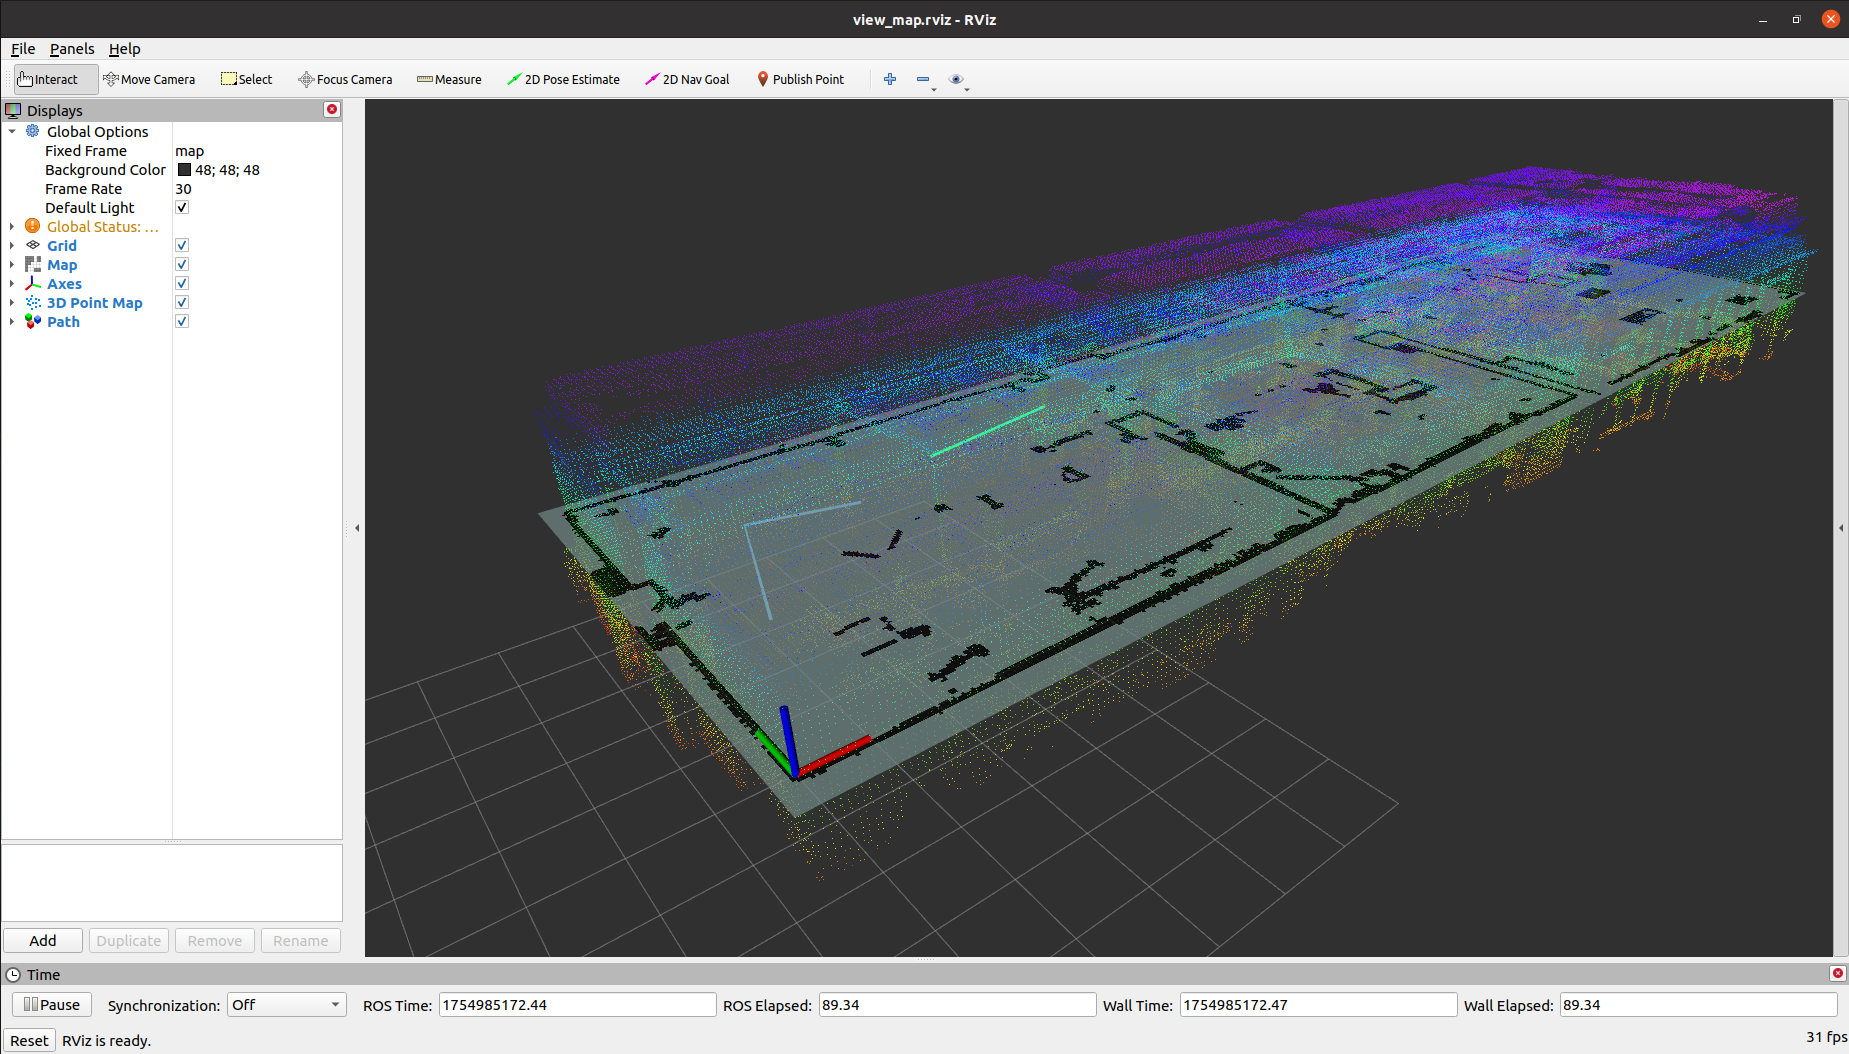 view_map.rviz - RViz
File Panels Help
Interact Move Camera Select Focus Camera Measure 2D Pose Estimate 2D Nav Goal Publish Point
Displays
Global Options
Fixed Frame map
Background Color 48; 48; 48
Frame Rate 30
Default Light
Global Status: ...
Grid
Map
Axes
3D Point Map
Path
Add Duplicate Remove Rename
Time
Pause Synchronization: Off ROS Time: 1754985172.44 ROS Elapsed: 89.34 Wall Time: 1754985172.47 Wall Elapsed: 89.34
Reset RViz is ready. 31 fps